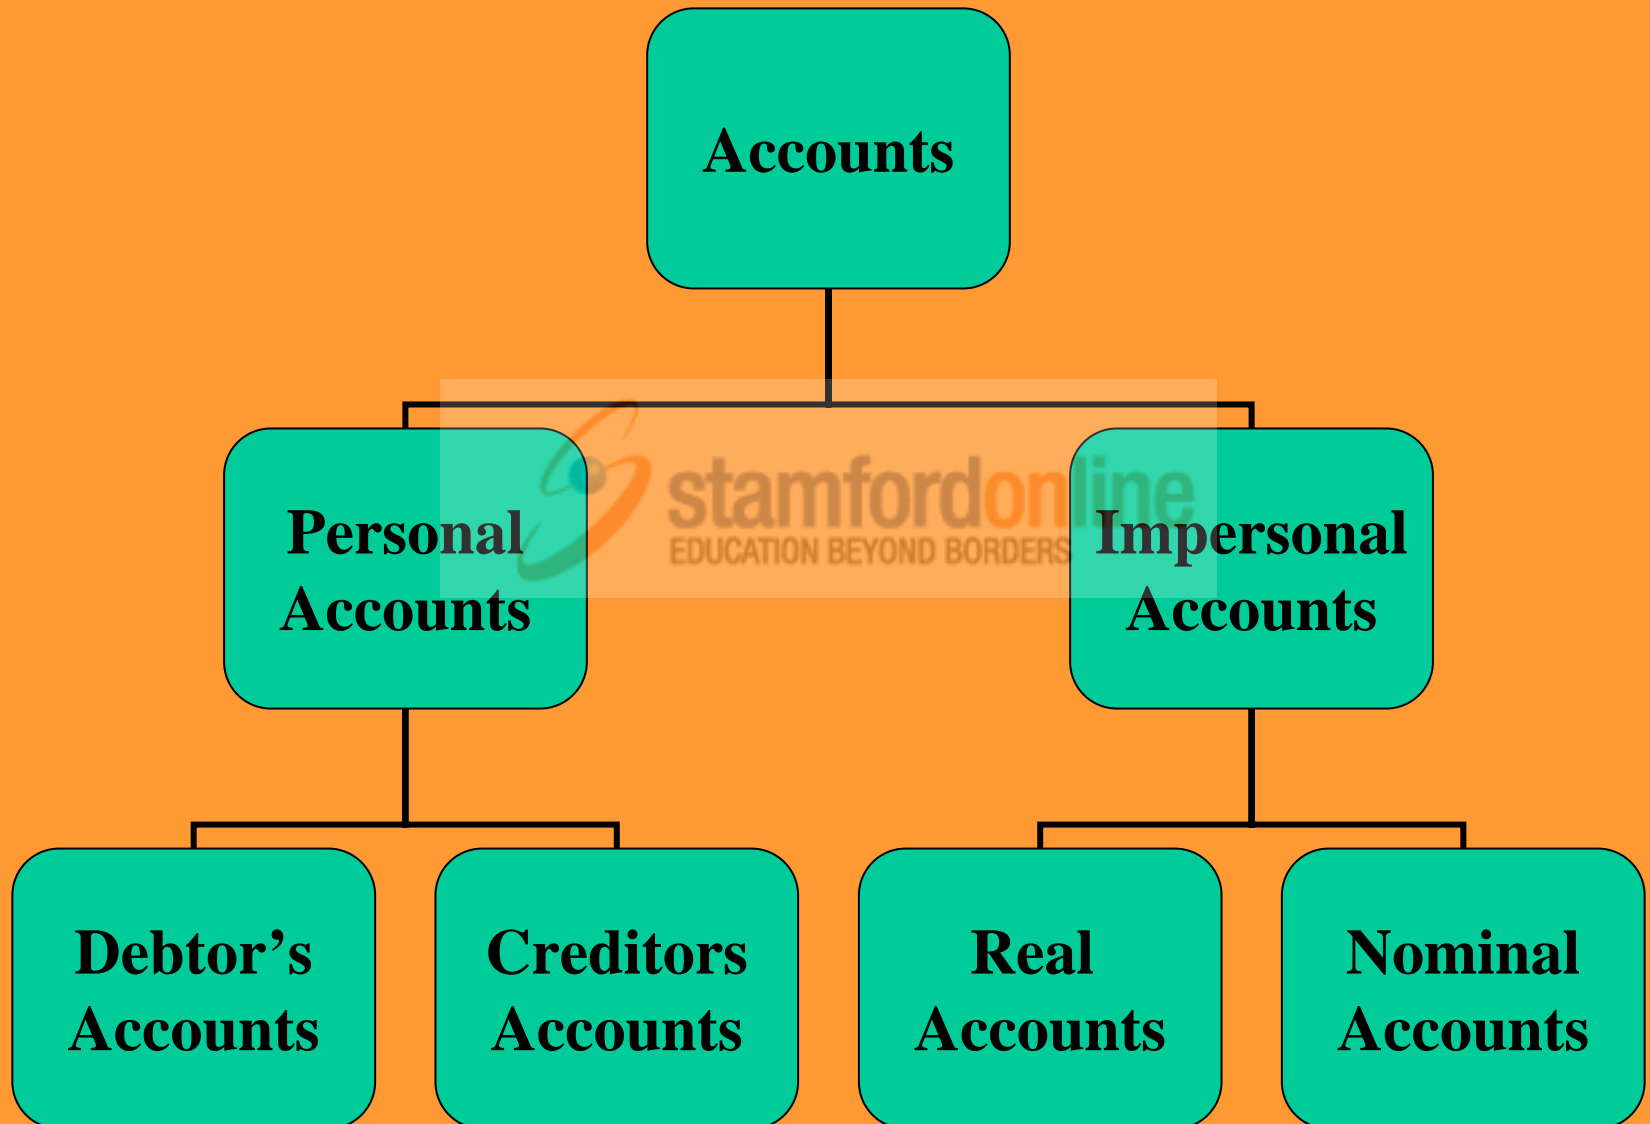 Accounts
Personal
Accounts
Impersonal
Accounts
stamfordonline
EDUCATION BEYOND BORDERS
Debtor’s
Accounts
Creditors
Accounts
Real
Accounts
Nominal
Accounts